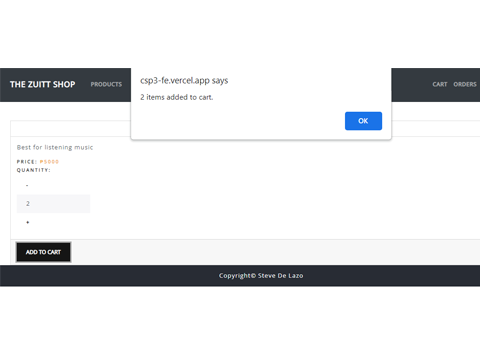 csp3-fe.vercel.app says
2 items added to cart.
OK
THE ZUITT SHOP
PRODUCTS
CART
ORDERS
Best for listening music
PRICE: ₱5000
QUANTITY:
-
2
+
ADD TO CART
Copyright© Steve De Lazo